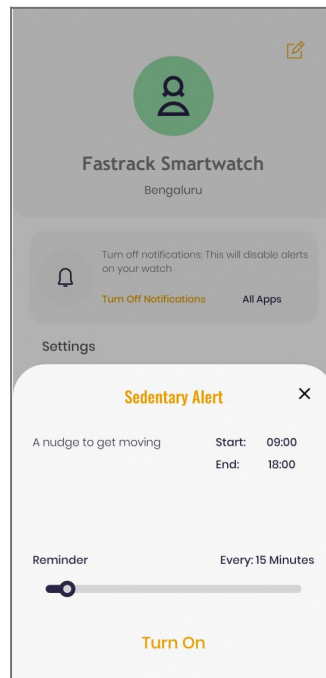 Fastrack Smartwatch
Bengaluru
Turn off notifications: This will disable alerts
on your watch
Turn Off Notifications All Apps
Settings
Sedentary Alert
A nudge to get moving Start: 09:00
End: 18:00
Reminder Every: 15 Minutes
Turn On